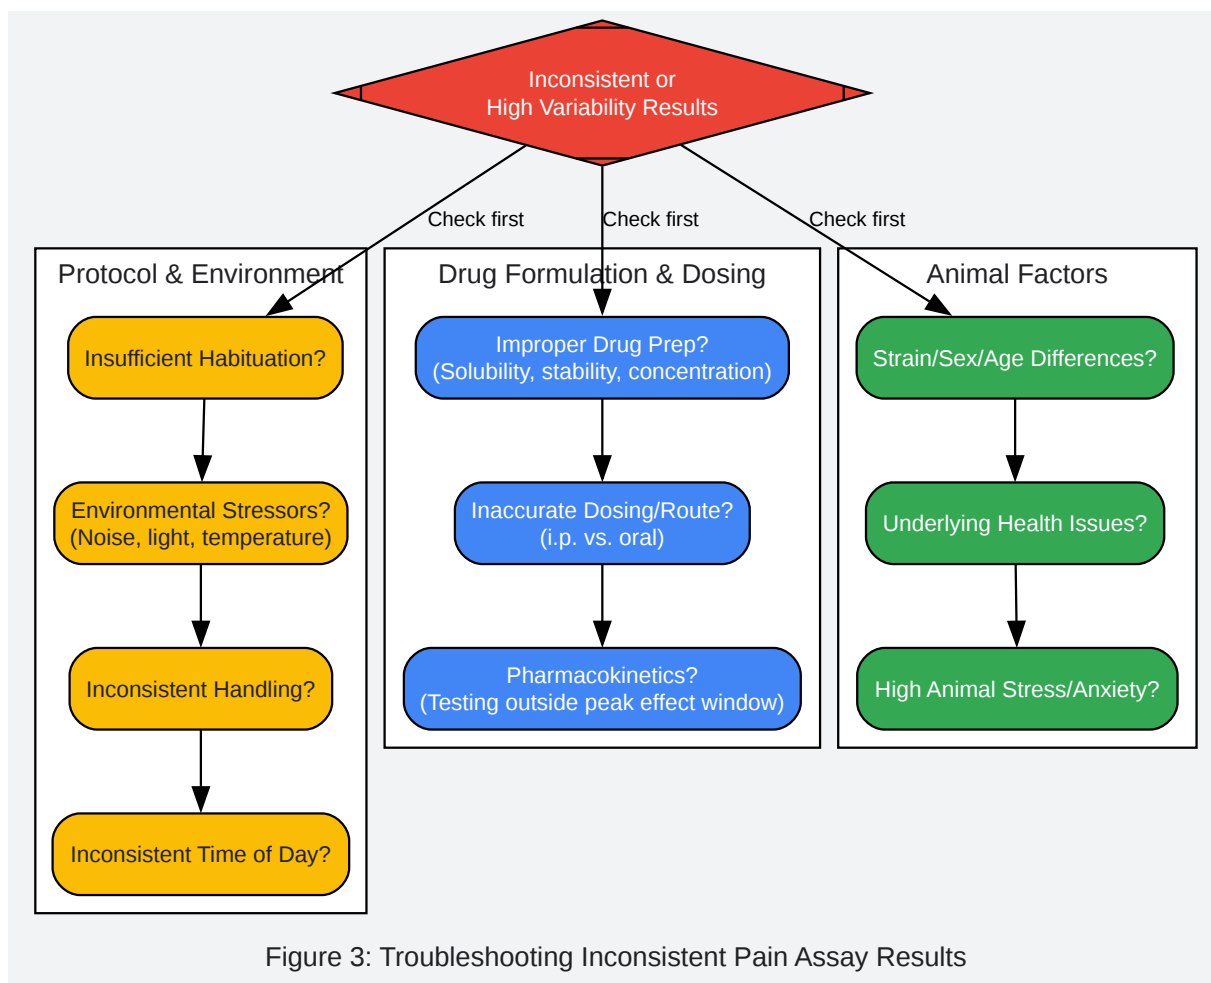 Inconsistent or
High Variability Results
Check first
Check first
Check first
Protocol & Environment
Insufficient Habituation?
Environmental Stressors?
(Noise, light, temperature)
Inconsistent Handling?
Inconsistent Time of Day?
Drug Formulation & Dosing
Improper Drug Prep?
(Solubility, stability, concentration)
Inaccurate Dosing/Route?
(i.p. vs. oral)
Pharmacokinetics?
(Testing outside peak effect window)
Animal Factors
Strain/Sex/Age Differences?
Underlying Health Issues?
High Animal Stress/Anxiety?
Figure 3: Troubleshooting Inconsistent Pain Assay Results